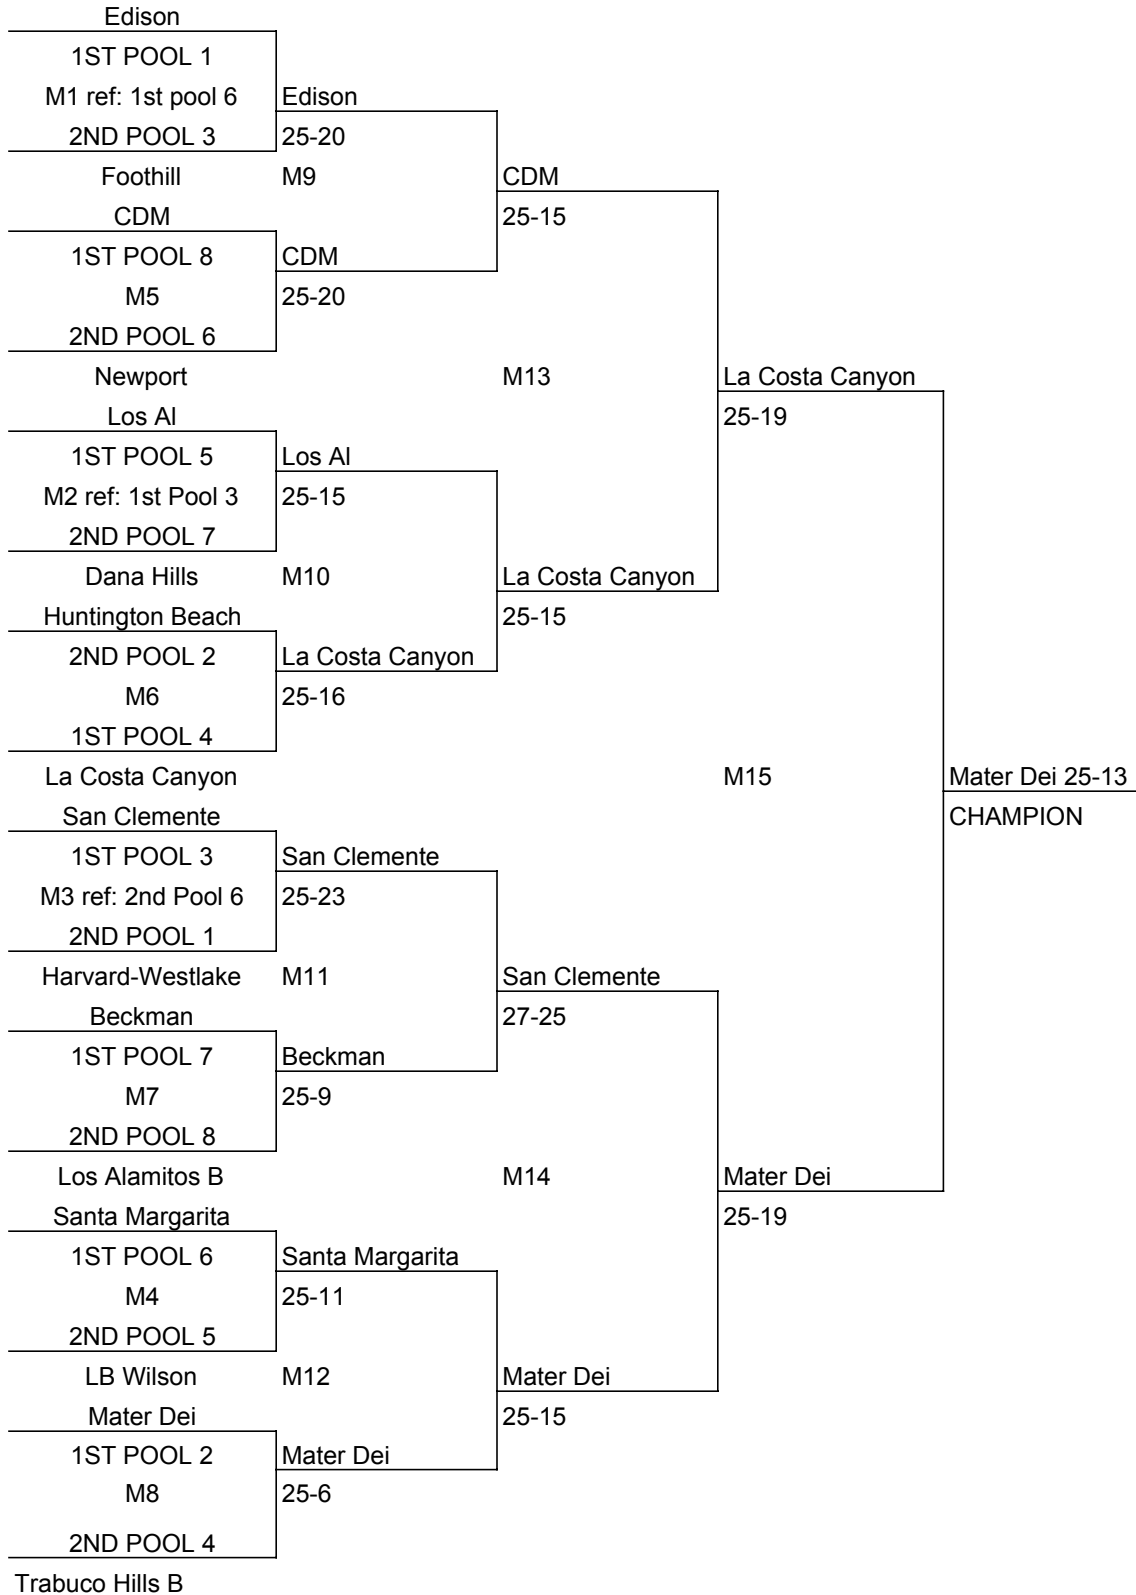 Edison
1ST POOL 1
M1 ref: 1st pool 6
Edison
2ND POOL 3
25-20
Foothill
M9
CDM
CDM
25-15
1ST POOL 8
CDM
M5
25-20
2ND POOL 6
Newport
M13
La Costa Canyon
Los Al
25-19
1ST POOL 5
Los Al
M2 ref: 1st Pool 3
25-15
2ND POOL 7
Dana Hills
M10
La Costa Canyon
Huntington Beach
25-15
2ND POOL 2
La Costa Canyon
M6
25-16
1ST POOL 4
La Costa Canyon
M15
Mater Dei 25-13
San Clemente
CHAMPION
1ST POOL 3
San Clemente
M3 ref: 2nd Pool 6
25-23
2ND POOL 1
Harvard-Westlake
M11
San Clemente
Beckman
27-25
1ST POOL 7
Beckman
M7
25-9
2ND POOL 8
Los Alamitos B
M14
Mater Dei
Santa Margarita
25-19
1ST POOL 6
Santa Margarita
M4
25-11
2ND POOL 5
LB Wilson
M12
Mater Dei
Mater Dei
25-15
1ST POOL 2
Mater Dei
M8
25-6
2ND POOL 4
Trabuco Hills B